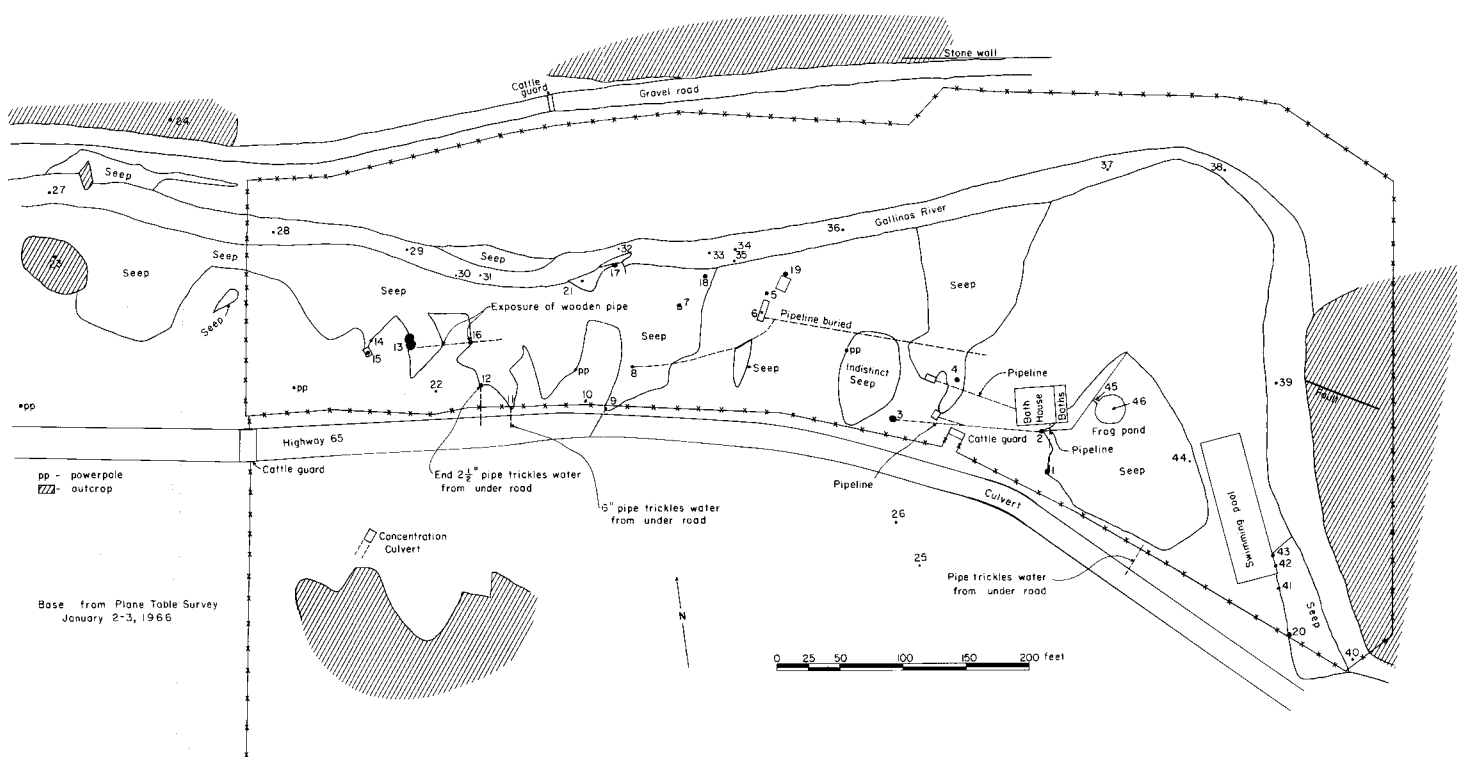 Stone wall
Cattle
guard
Gravel road
24
Seep
27
37
38
28
Gallinas River
36
29
Seep
32
33
34
35
Seep
23
Seep
30
31
17
18
19
21
Seep
5
7
Seep
Exposure of wooden pipe
6
Pipeline buried
Seep
14
13
16
15
Seep
pp
8
Seep
pp
Indistinct
Seep
4
Pipeline
39
Fault
pp
22
12
11
10
9
3
Bath
House
Baths
45
46
Frog pond
pp
Highway 65
Cattle guard
2
Pipeline
44
Seep
1
Cattle guard
pp - powerpole
- outcrop
End 2 1/2" pipe trickles water
from under road
Pipeline
6" pipe trickles water
from under road
Culvert
Swimming
pool
26
25
Concentration
Culvert
43
42
41
Pipe trickles water
from under road
Seep
20
40
Base from Plane Table Survey
January 2-3, 1966
N
0 25 50 100 150 200 feet